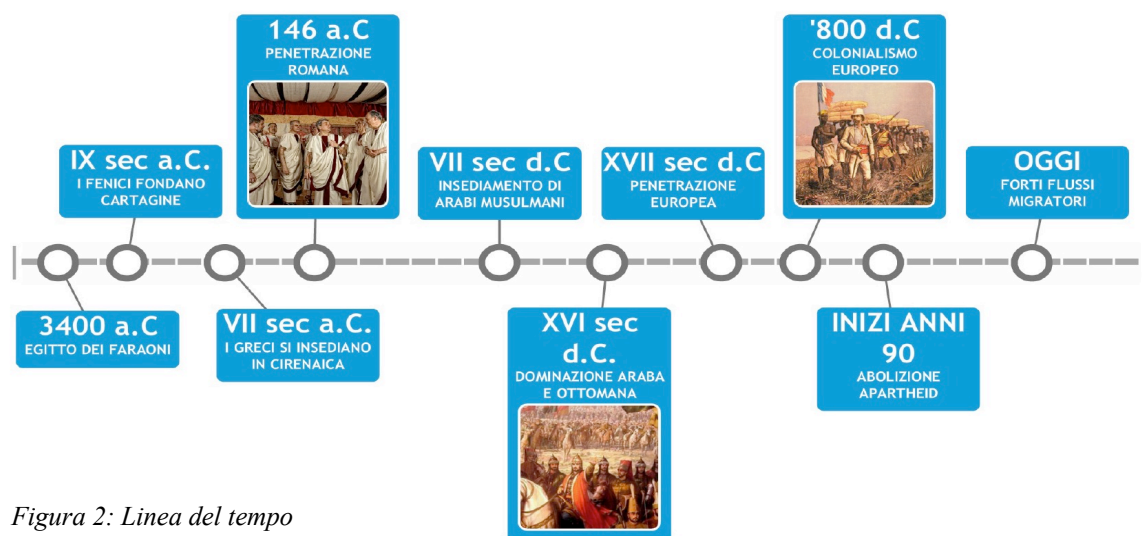 146 a.C
PENETRAZIONE
ROMANA
'800 d.C
COLONIALISMO
EUROPEO
IX sec a.C.
I FENICI FONDANO
CARTAGINE
VII sec d.C
INSEDIAMENTO DI
ARABI MUSULMANI
XVII sec d.C
PENETRAZIONE
EUROPEA
OGGI
FORTI FLUSSI
MIGRATORI
3400 a.C
EGITTO DEI FARAONI
VII sec a.C.
I GRECI SI INSEDIANO
IN CIRENAICA
XVI sec
d.C.
DOMINAZIONE ARABA
E OTTOMANA
INIZI ANNI
90
ABOLIZIONE
APARTHEID
Figura 2: Linea del tempo